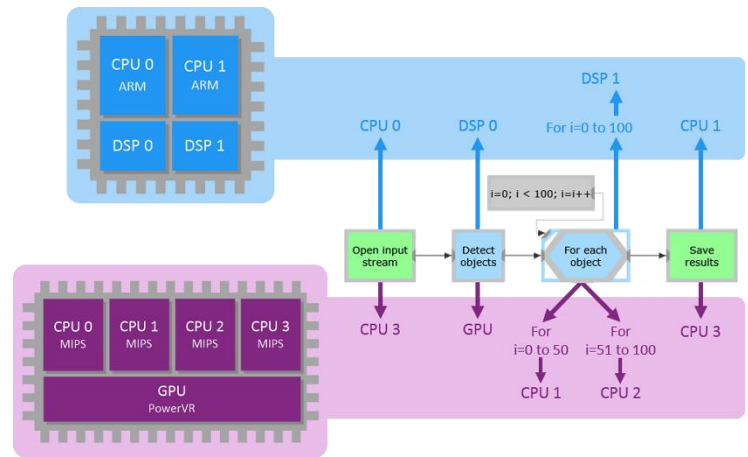 CPU 0
ARM
CPU 1
ARM
DSP 0
DSP 1
DSP 1
CPU 0
DSP 0
For i=0 to 100
CPU 1
i=0; i < 100; i=i++
Open input
stream
Detect
objects
For each
object
Save
results
CPU 0
MIPS
CPU 1
MIPS
CPU 2
MIPS
CPU 3
MIPS
GPU
PowerVR
CPU 3
GPU
For
i=0 to 50
For
i=51 to 100
CPU 3
CPU 1
CPU 2